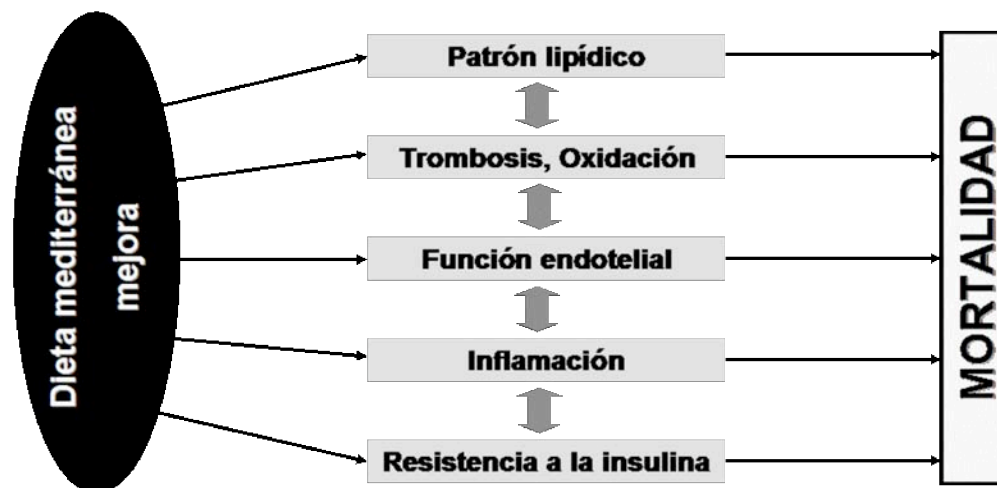 Dieta mediterránea
mejora
Patrón lipídico
Trombosis, Oxidación
Función endotelial
Inflamación
Resistencia a la insulina
MORTALIDAD